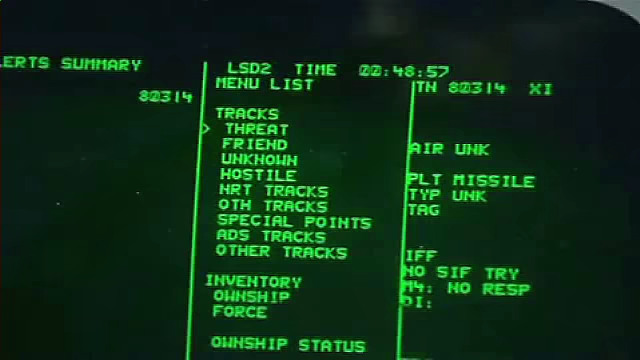 ERTS SUMMARY
80314
LSD2 TIME 00:48:57
MENU LIST
TRACKS
> THREAT
FRIEND
UNKNOWN
HOSTILE
NRT TRACKS
OTH TRACKS
SPECIAL POINTS
ADS TRACKS
OTHER TRACKS
INVENTORY
OWNSHIP
FORCE
OWNSHIP STATUS
TN 80314 XI
AIR UNK
PLT MISSILE
TYP UNK
TAG
IFF
NO SIF TRY
M4: NO RESP
PI: